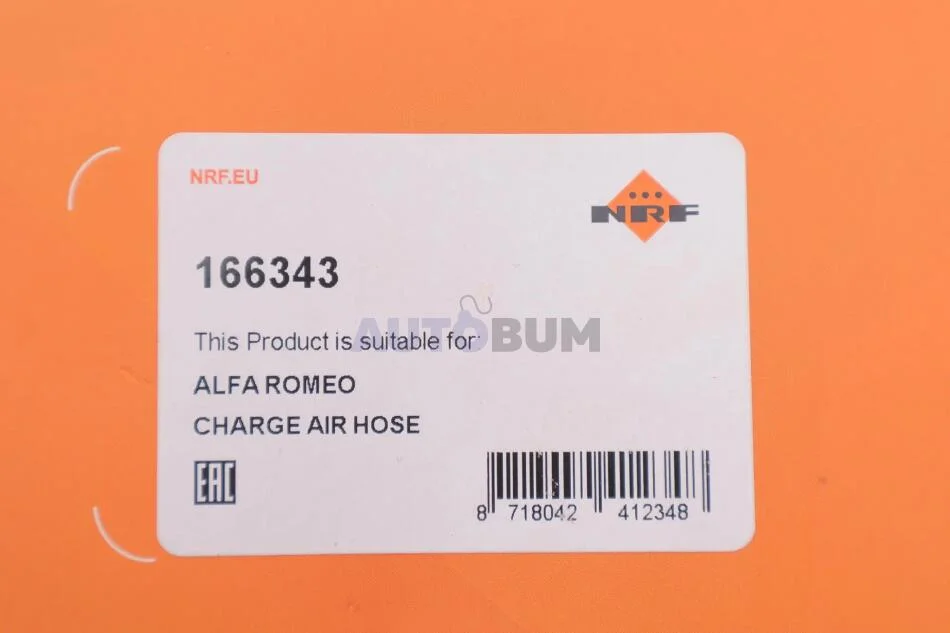 NRF.EU
NRF
166343
AUTOBUM
This Product is suitable for:
ALFA ROMEO
CHARGE AIR HOSE
EAC
8 718042 412348